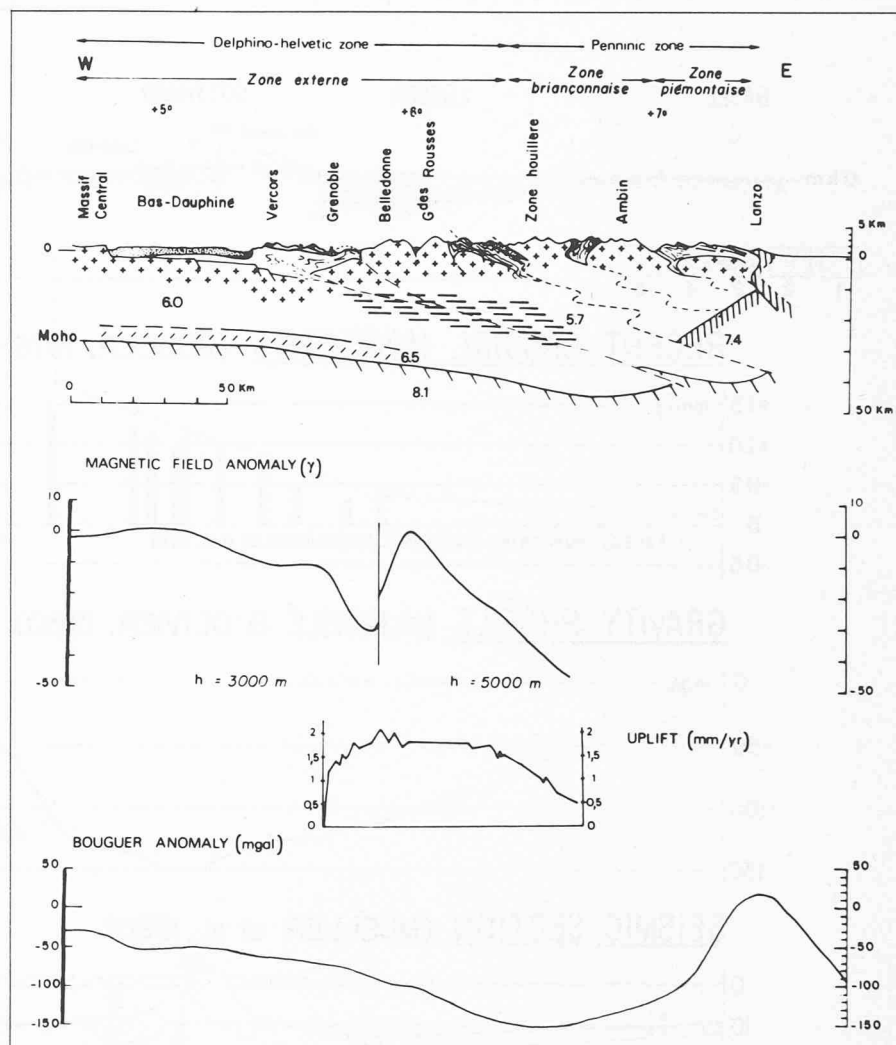 Delphino-helvetic zone Penninic zone
W E
Zone externe Zone briançonnaise Zone piémontaise
+5° +6° +7°
Massif Central
Bas-Dauphiné
Vercors
Grenoble
Belledonne
Gdes Rousses
Zone houillere
Ambin
Lanzo
5 Km
0 0
6.0 5.7 7.4
Moho 6.5
8.1
0 50 Km
50 Km
MAGNETIC FIELD ANOMALY (γ)
10 10
0 0
-50 -50
h = 3000 m h = 5000 m
UPLIFT (mm/yr)
2 2
1,5 1,5
1 1
0,5 0,5
0 0
BOUGUER ANOMALY (mgal)
50 50
0 0
-50 -50
-100 -100
-150 -150